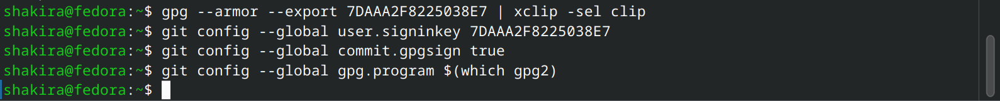 shakira@fedora:~$ gpg --armor --export 7DAAA2F8225038E7 | xclip -sel clip
shakira@fedora:~$ git config --global user.signinkey 7DAAA2F8225038E7
shakira@fedora:~$ git config --global commit.gpgsign true
shakira@fedora:~$ git config --global gpg.program $(which gpg2)
shakira@fedora:~$